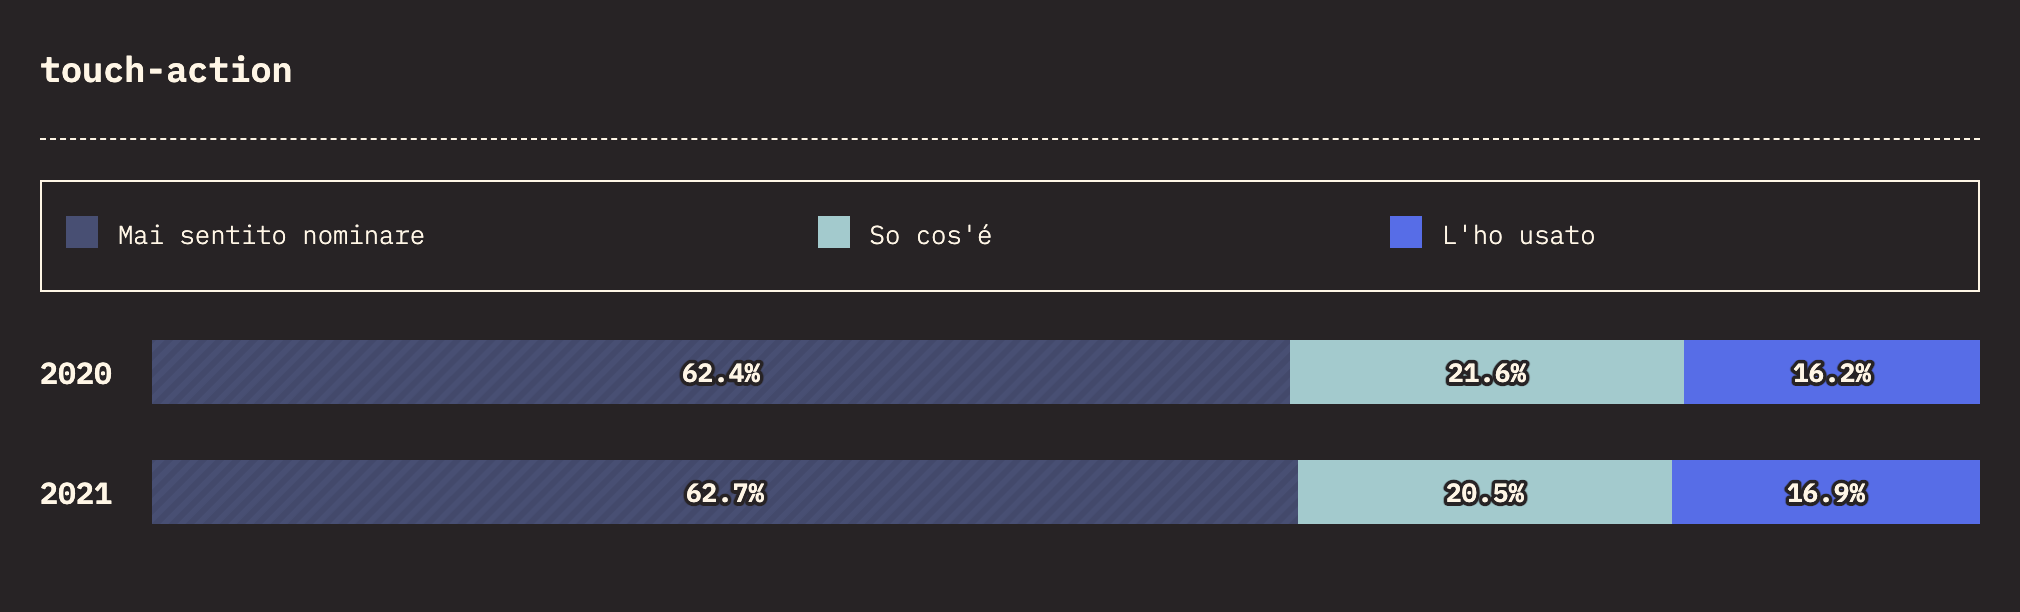 touch-action
Mai sentito nominare So cos'é L'ho usato
2020 62.4% 21.6% 16.2%
2021 62.7% 20.5% 16.9%